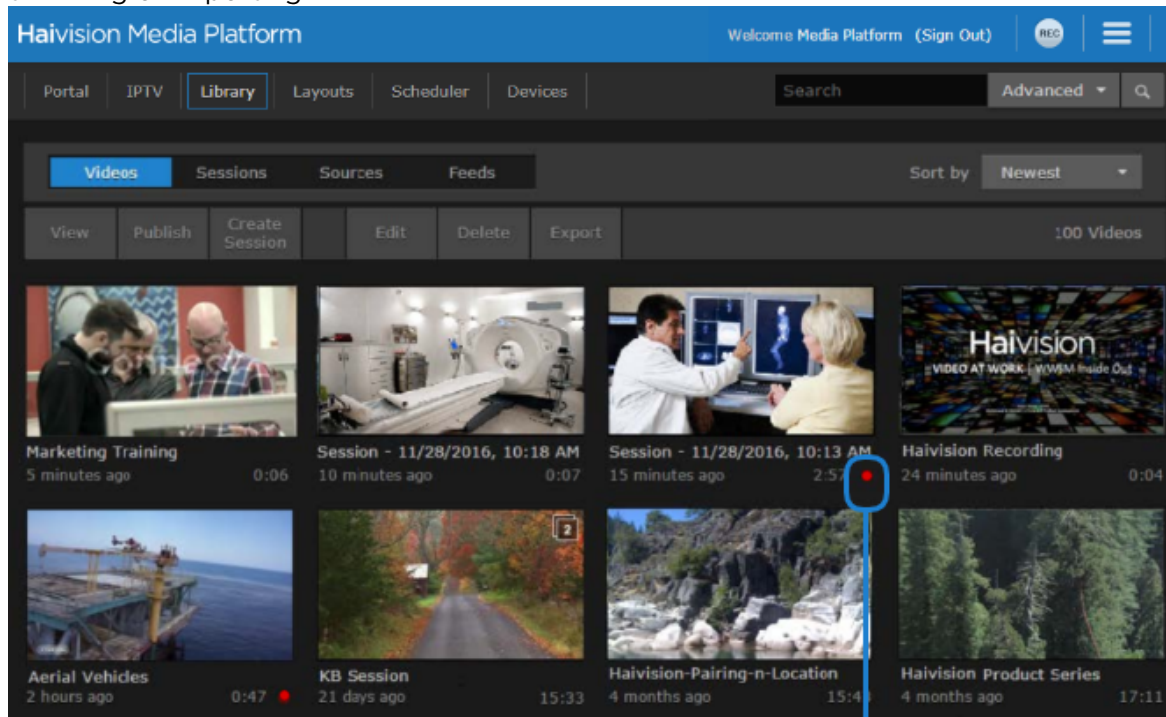 Haivision Media Platform
Welcome Media Platform (Sign Out)
REC
Portal IPTV Library Layouts Scheduler Devices
Search Advanced
Videos Sessions Sources Feeds
Sort by Newest
View Publish Create Session Edit Delete Export
100 Videos
Haivision
VIDEO AT WORK | WWSM Inside Out
Marketing Training
5 minutes ago 0:06
Session - 11/28/2016, 10:18 AM
10 minutes ago 0:07
Session - 11/28/2016, 10:13 AM
15 minutes ago 2:57
Haivision Recording
24 minutes ago 0:04
2
Aerial Vehicles
2 hours ago 0:47
KB Session
21 days ago 15:33
Haivision-Pairing-n-Location
4 months ago
Haivision Product Series
4 months ago 17:11